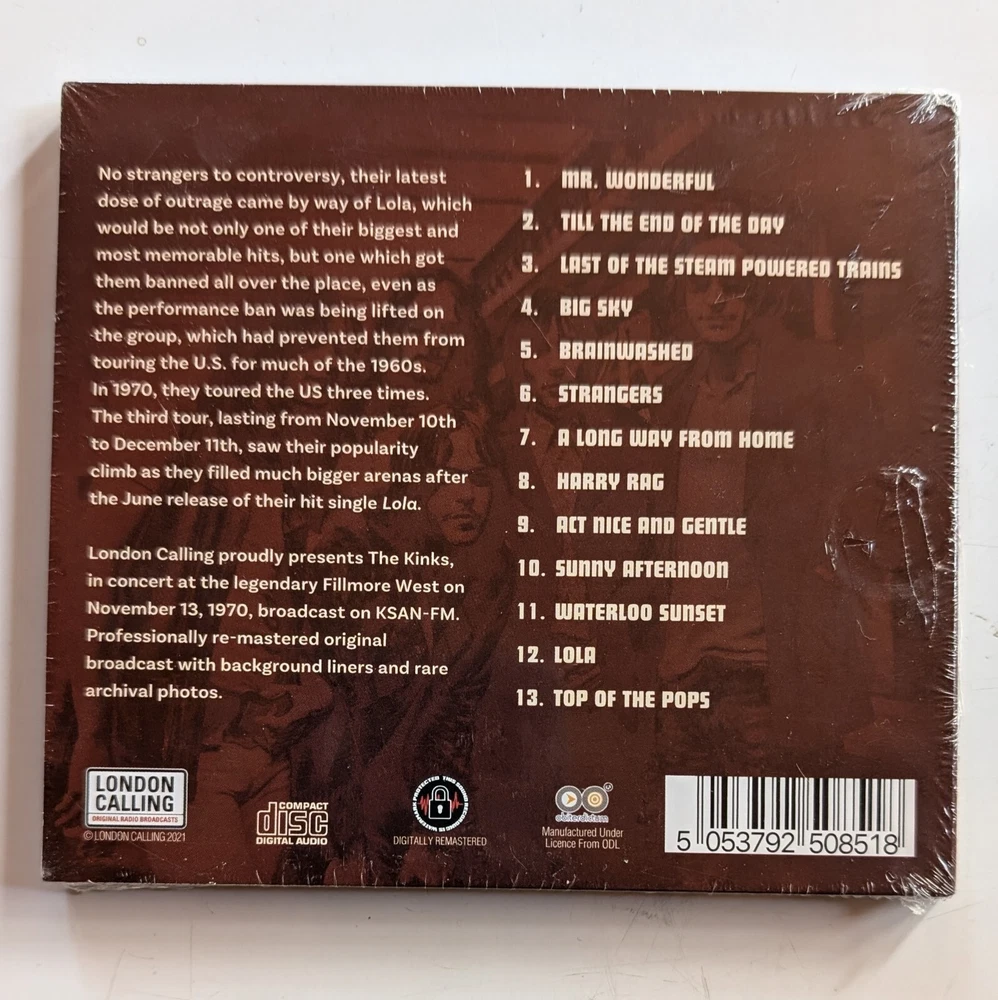 No strangers to controversy, their latest
dose of outrage came by way of Lola, which
would be not only one of their biggest and
most memorable hits, but one which got
them banned all over the place, even as
the performance ban was being lifted on
the group, which had prevented them from
touring the U.S. for much of the 1960s.
In 1970, they toured the US three times.
The third tour, lasting from November 10th
to December 11th, saw their popularity
climb as they filled much bigger arenas after
the June release of their hit single Lola.
London Calling proudly presents The Kinks,
in concert at the legendary Fillmore West on
November 13, 1970, broadcast on KSAN-FM.
Professionally re-mastered original
broadcast with background liners and rare
archival photos.
1. MR. WONDERFUL
2. TILL THE END OF THE DAY
3. LAST OF THE STEAM POWERED TRAINS
4. BIG SKY
5. BRAINWASHED
6. STRANGERS
7. A LONG WAY FROM HOME
8. HARRY RAG
9. ACT NICE AND GENTLE
10. SUNNY AFTERNOON
11. WATERLOO SUNSET
12. LOLA
13. TOP OF THE POPS
LONDON
CALLING
ORIGINAL RADIO BROADCASTS
© LONDON CALLING 2021
COMPACT
disc
DIGITAL AUDIO
PROTECTED THIS SOUND RECORDING IS WATERMARK
DIGITALLY REMASTERED
obiterdictum
Manufactured Under
Licence From ODL
5 053792 508518